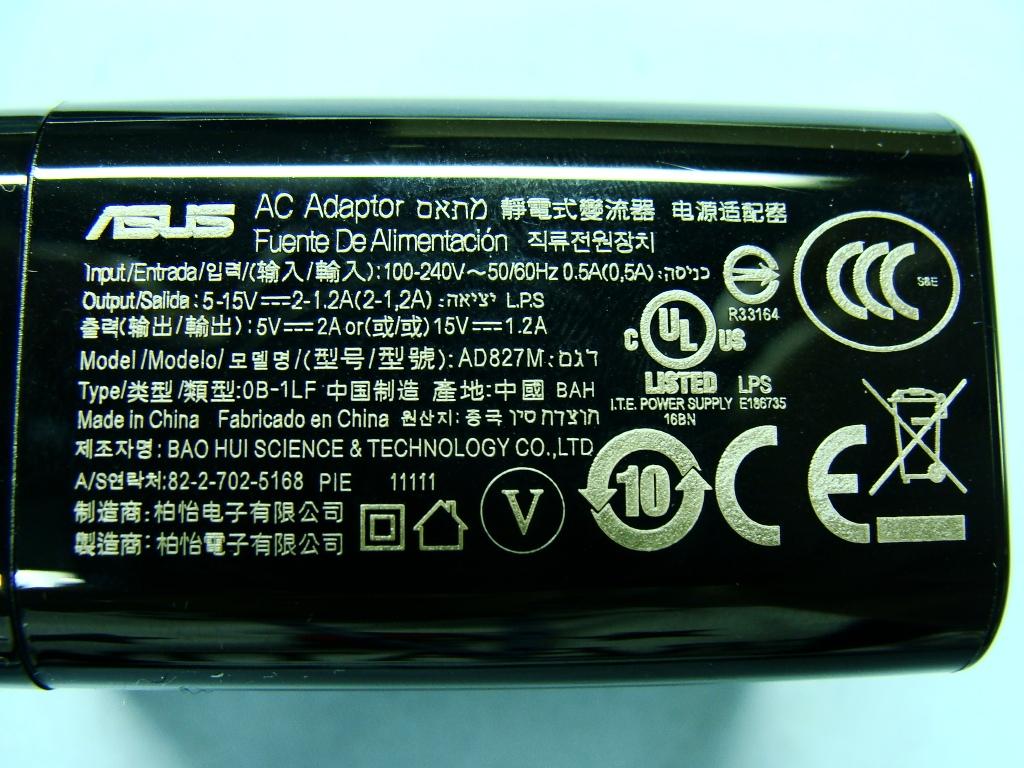 ASUS AC Adaptor מתאם 靜電式變流器 电源适配器
Fuente De Alimentación 직류전원장치
Input/Entrada/입력/(輸入/輸入):100-240V~50/60Hz 0.5A(0,5A) :כניסה
Output/Salida:5-15V⎓2-1.2A(2-1,2A) :יציאה L.P.S
출력(輸出/輸出):5V⎓2A or(或/或)15V⎓1.2A
Model/Modelo/모델명/(型号/型號):AD827M :דגם
Type/类型/類型:0B-1LF 中国制造 產地:中國 BAH
Made in China Fabricado en China 원산지: 중국 תוצרת סין
제조자명: BAO HUI SCIENCE & TECHNOLOGY CO.,LTD
A/S연락처:82-2-702-5168 PIE 11111
制造商:柏怡电子有限公司
製造商:柏怡電子有限公司
V
R33164
C UL US
LISTED LPS
I.T.E. POWER SUPPLY E186735
16BN
CCC S&E
10
CE